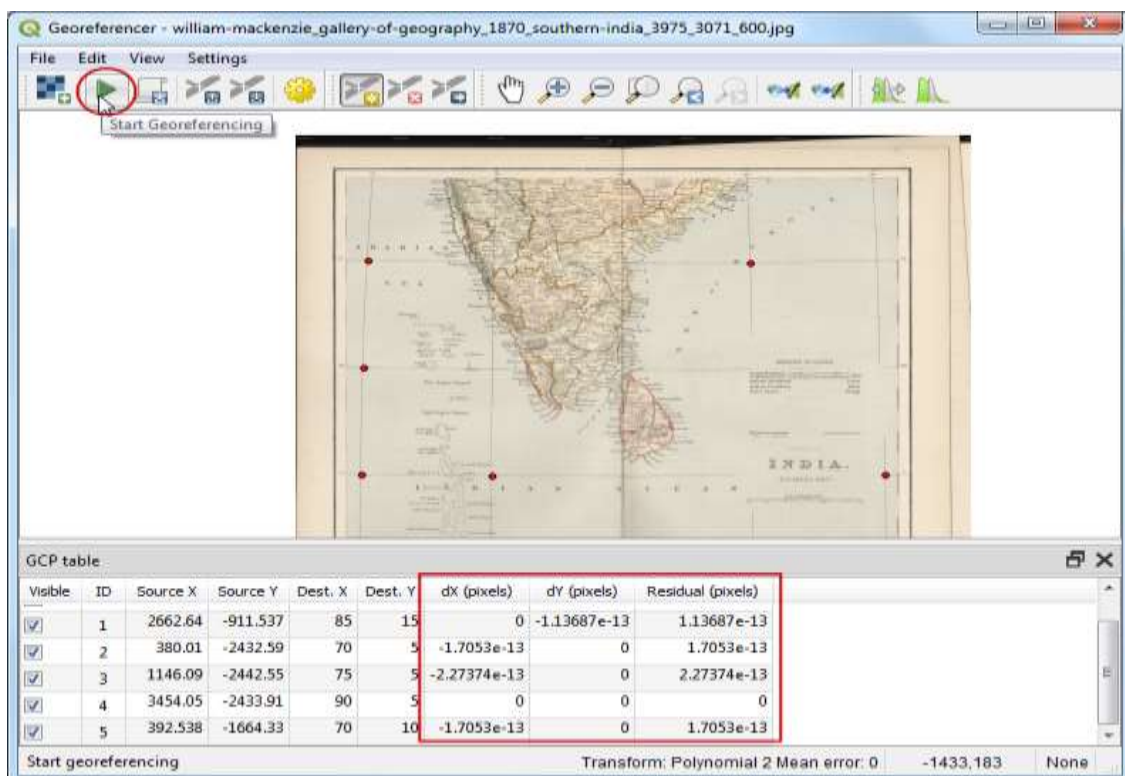 Georeferencer - william-mackenzie_gallery-of-geography_1870_southern-india_3975_3071_600.jpg
File Edit View Settings
Start Georeferencing
INDIA.
GCP table
Visible ID Source X Source Y Dest. X Dest. Y dX (pixels) dY (pixels) Residual (pixels)
1 2662.64 -911.537 85 15 0 -1.13687e-13 1.13687e-13
2 380.01 -2432.59 70 5 -1.7053e-13 0 1.7053e-13
3 1146.09 -2442.55 75 5 -2.27374e-13 0 2.27374e-13
4 3454.05 -2433.91 90 5 0 0 0
5 392.538 -1664.33 70 10 -1.7053e-13 0 1.7053e-13
Start georeferencing Transform: Polynomial 2 Mean error: 0 -1433,183 None